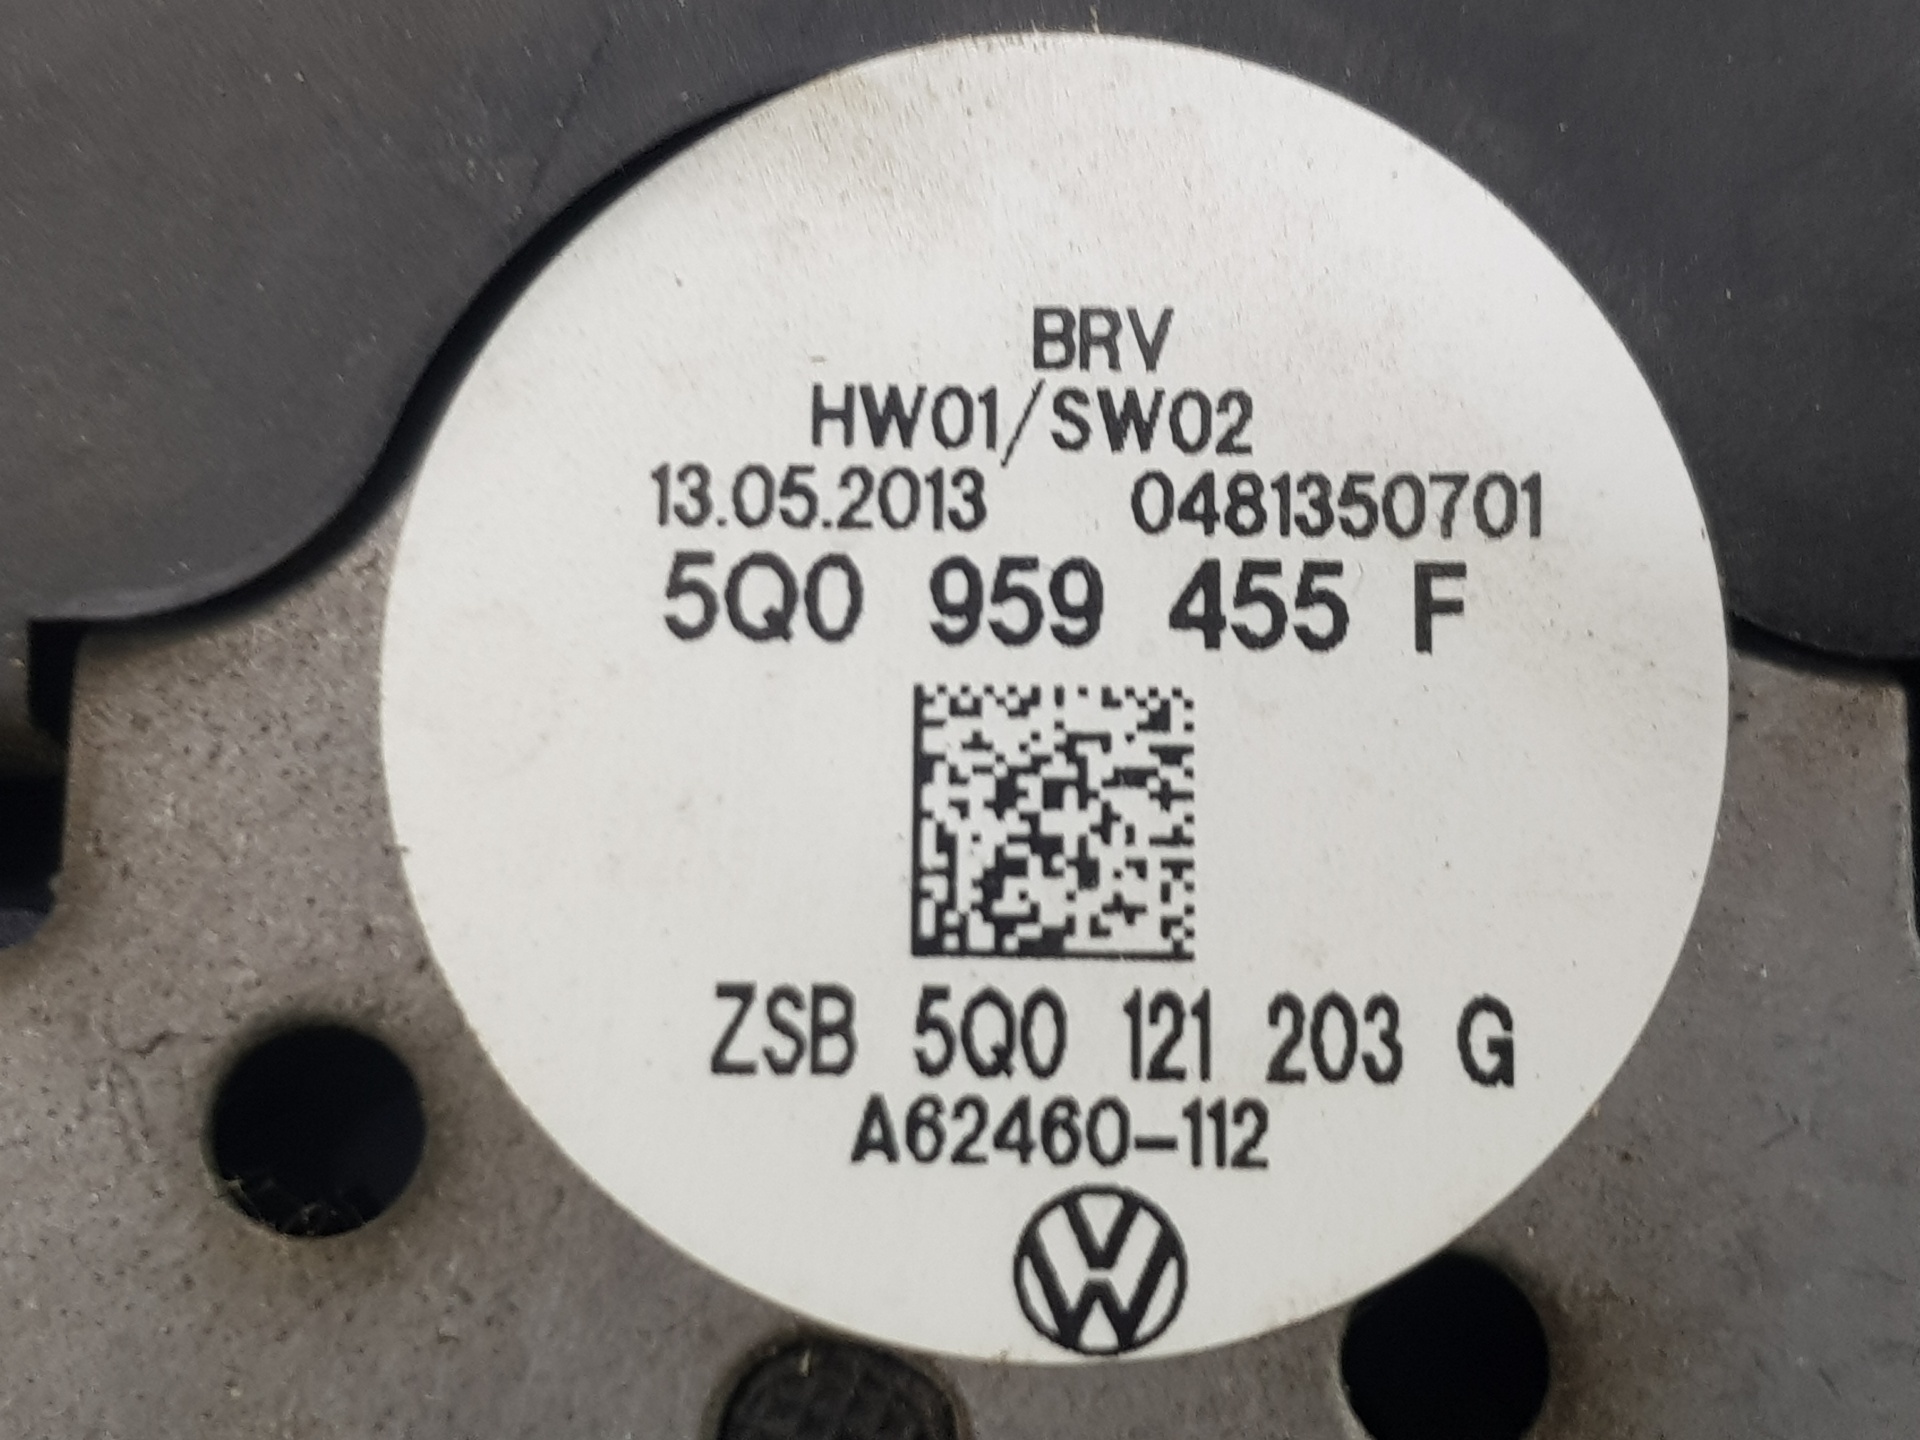 BRV
HW01/SW02
13.05.2013 0481350701
5Q0 959 455 F
ZSB 5Q0 121 203 G
A62460-112